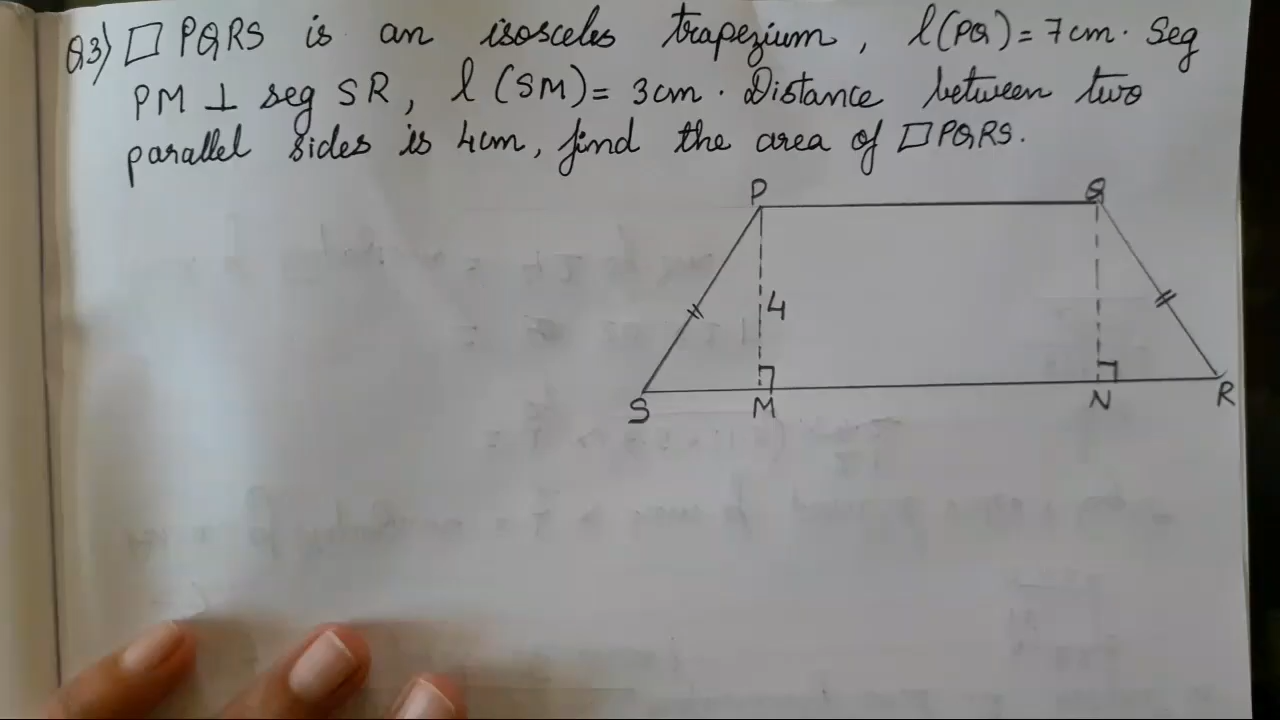 Q3) □ PQRS is an isosceles trapezium, l(PQ) = 7cm. Seg
PM ⊥ seg SR, l (SM) = 3cm. Distance between two
parallel sides is 4cm, find the area of □PQRS.
P Q
4
S M N R